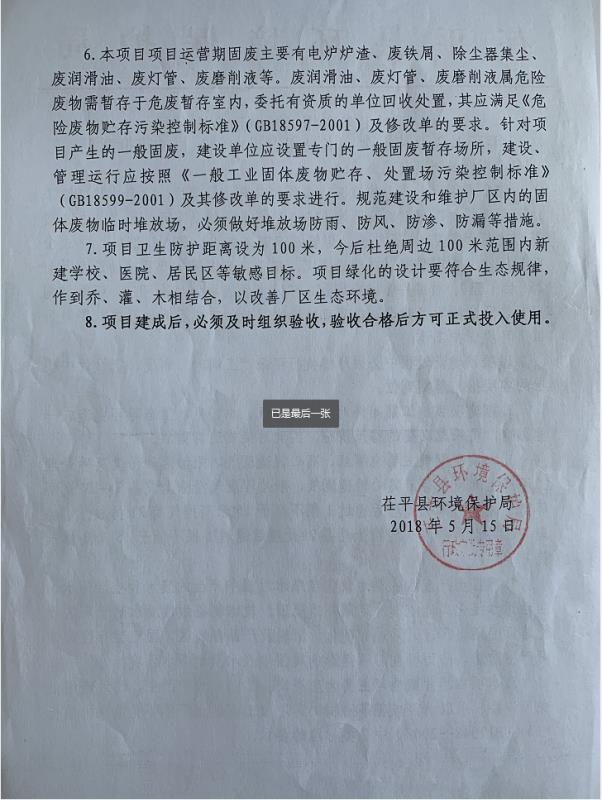 6.本项目项目运营期固废主要有电炉炉渣、废铁屑、除尘器集尘、
废润滑油、废灯管、废磨削液等。废润滑油、废灯管、废磨削液属危险
废物需暂存于危废暂存室内，委托有资质的单位回收处置，其应满足《危
险废物贮存污染控制标准》（GB18597-2001）及修改单的要求。针对项
目产生的一般固废，建设单位应设置专门的一般固废暂存场所，建设、
管理运行应按照《一般工业固体废物贮存、处置场污染控制标准》
（GB18599-2001）及其修改单的要求进行。规范建设和维护厂区内的固
体废物临时堆放场，必须做好堆放场防雨、防风、防渗、防漏等措施。
7.项目卫生防护距离设为100米，今后杜绝周边100米范围内新
建学校、医院、居民区等敏感目标。项目绿化的设计要符合生态规律，
作到乔、灌、木相结合，以改善厂区生态环境。
8.项目建成后，必须及时组织验收，验收合格后方可正式投入使用。
已是最后一张
县环境保护局
茌平县环境保护局
2018年5月15日
专用章